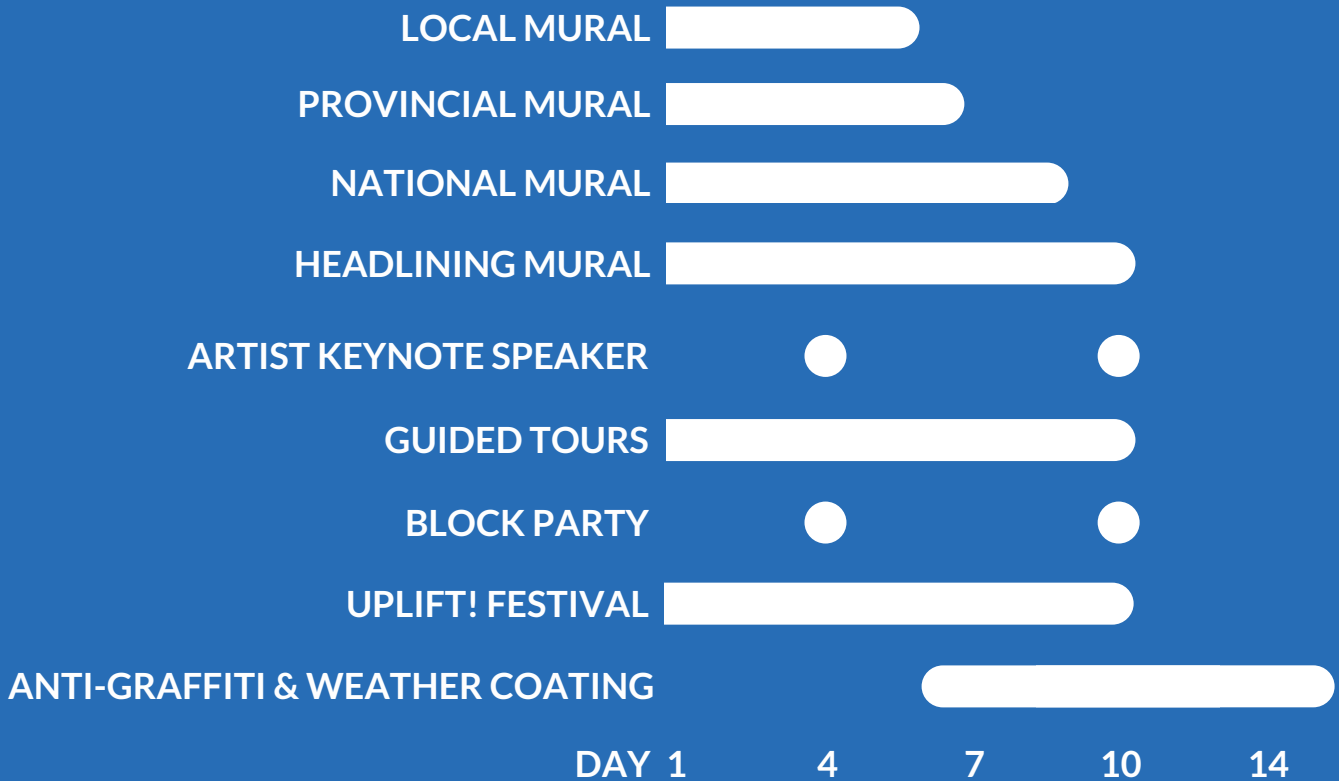 LOCAL MURAL
PROVINCIAL MURAL
NATIONAL MURAL
HEADLINING MURAL
ARTIST KEYNOTE SPEAKER
GUIDED TOURS
BLOCK PARTY
UPLIFT! FESTIVAL
ANTI-GRAFFITI & WEATHER COATING
DAY 1 4 7 10 14